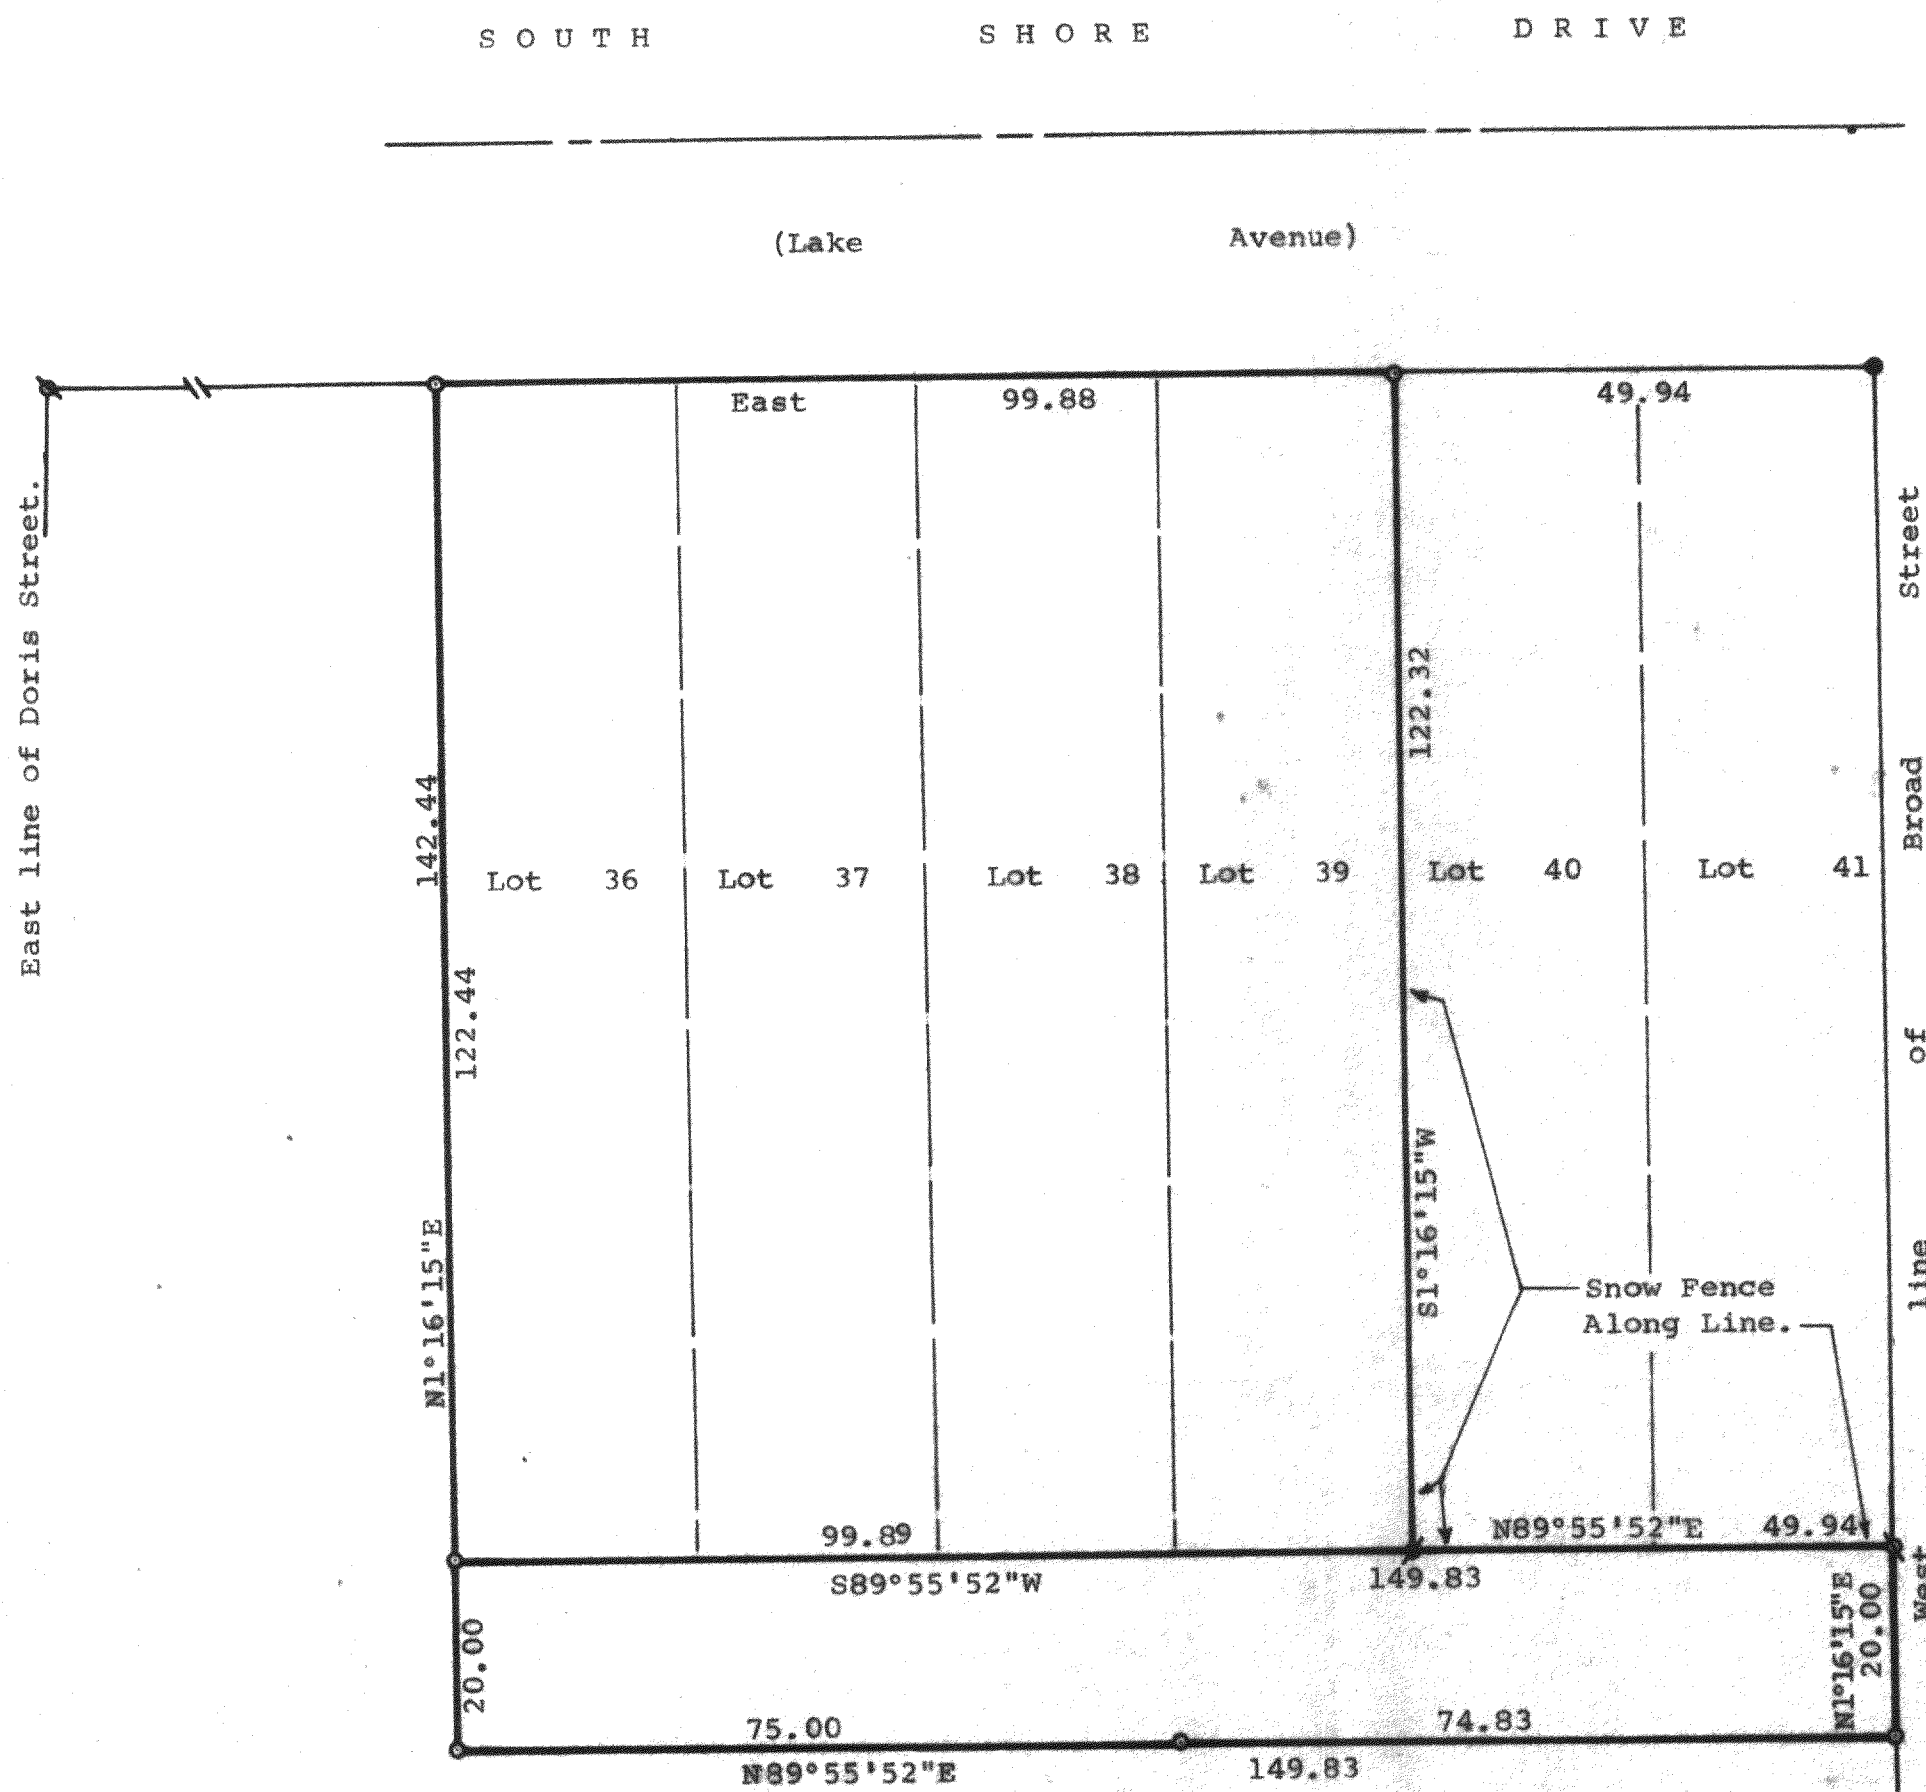 SOUTH SHORE DRIVE
(Lake Avenue)
East 99.88
49.94
East line of Doris Street.
142.44
122.44
N1°16'15"E
122.32
S1°16'15"W
Lot 36
Lot 37
Lot 38
Lot 39
Lot 40
Lot 41
West line of Broad Street
Snow Fence
Along Line.
99.89
N89°55'52"E 49.94
S89°55'52"W
149.83
20.00
N1°16'15"E
20.00
75.00
74.83
N89°55'52"E
149.83